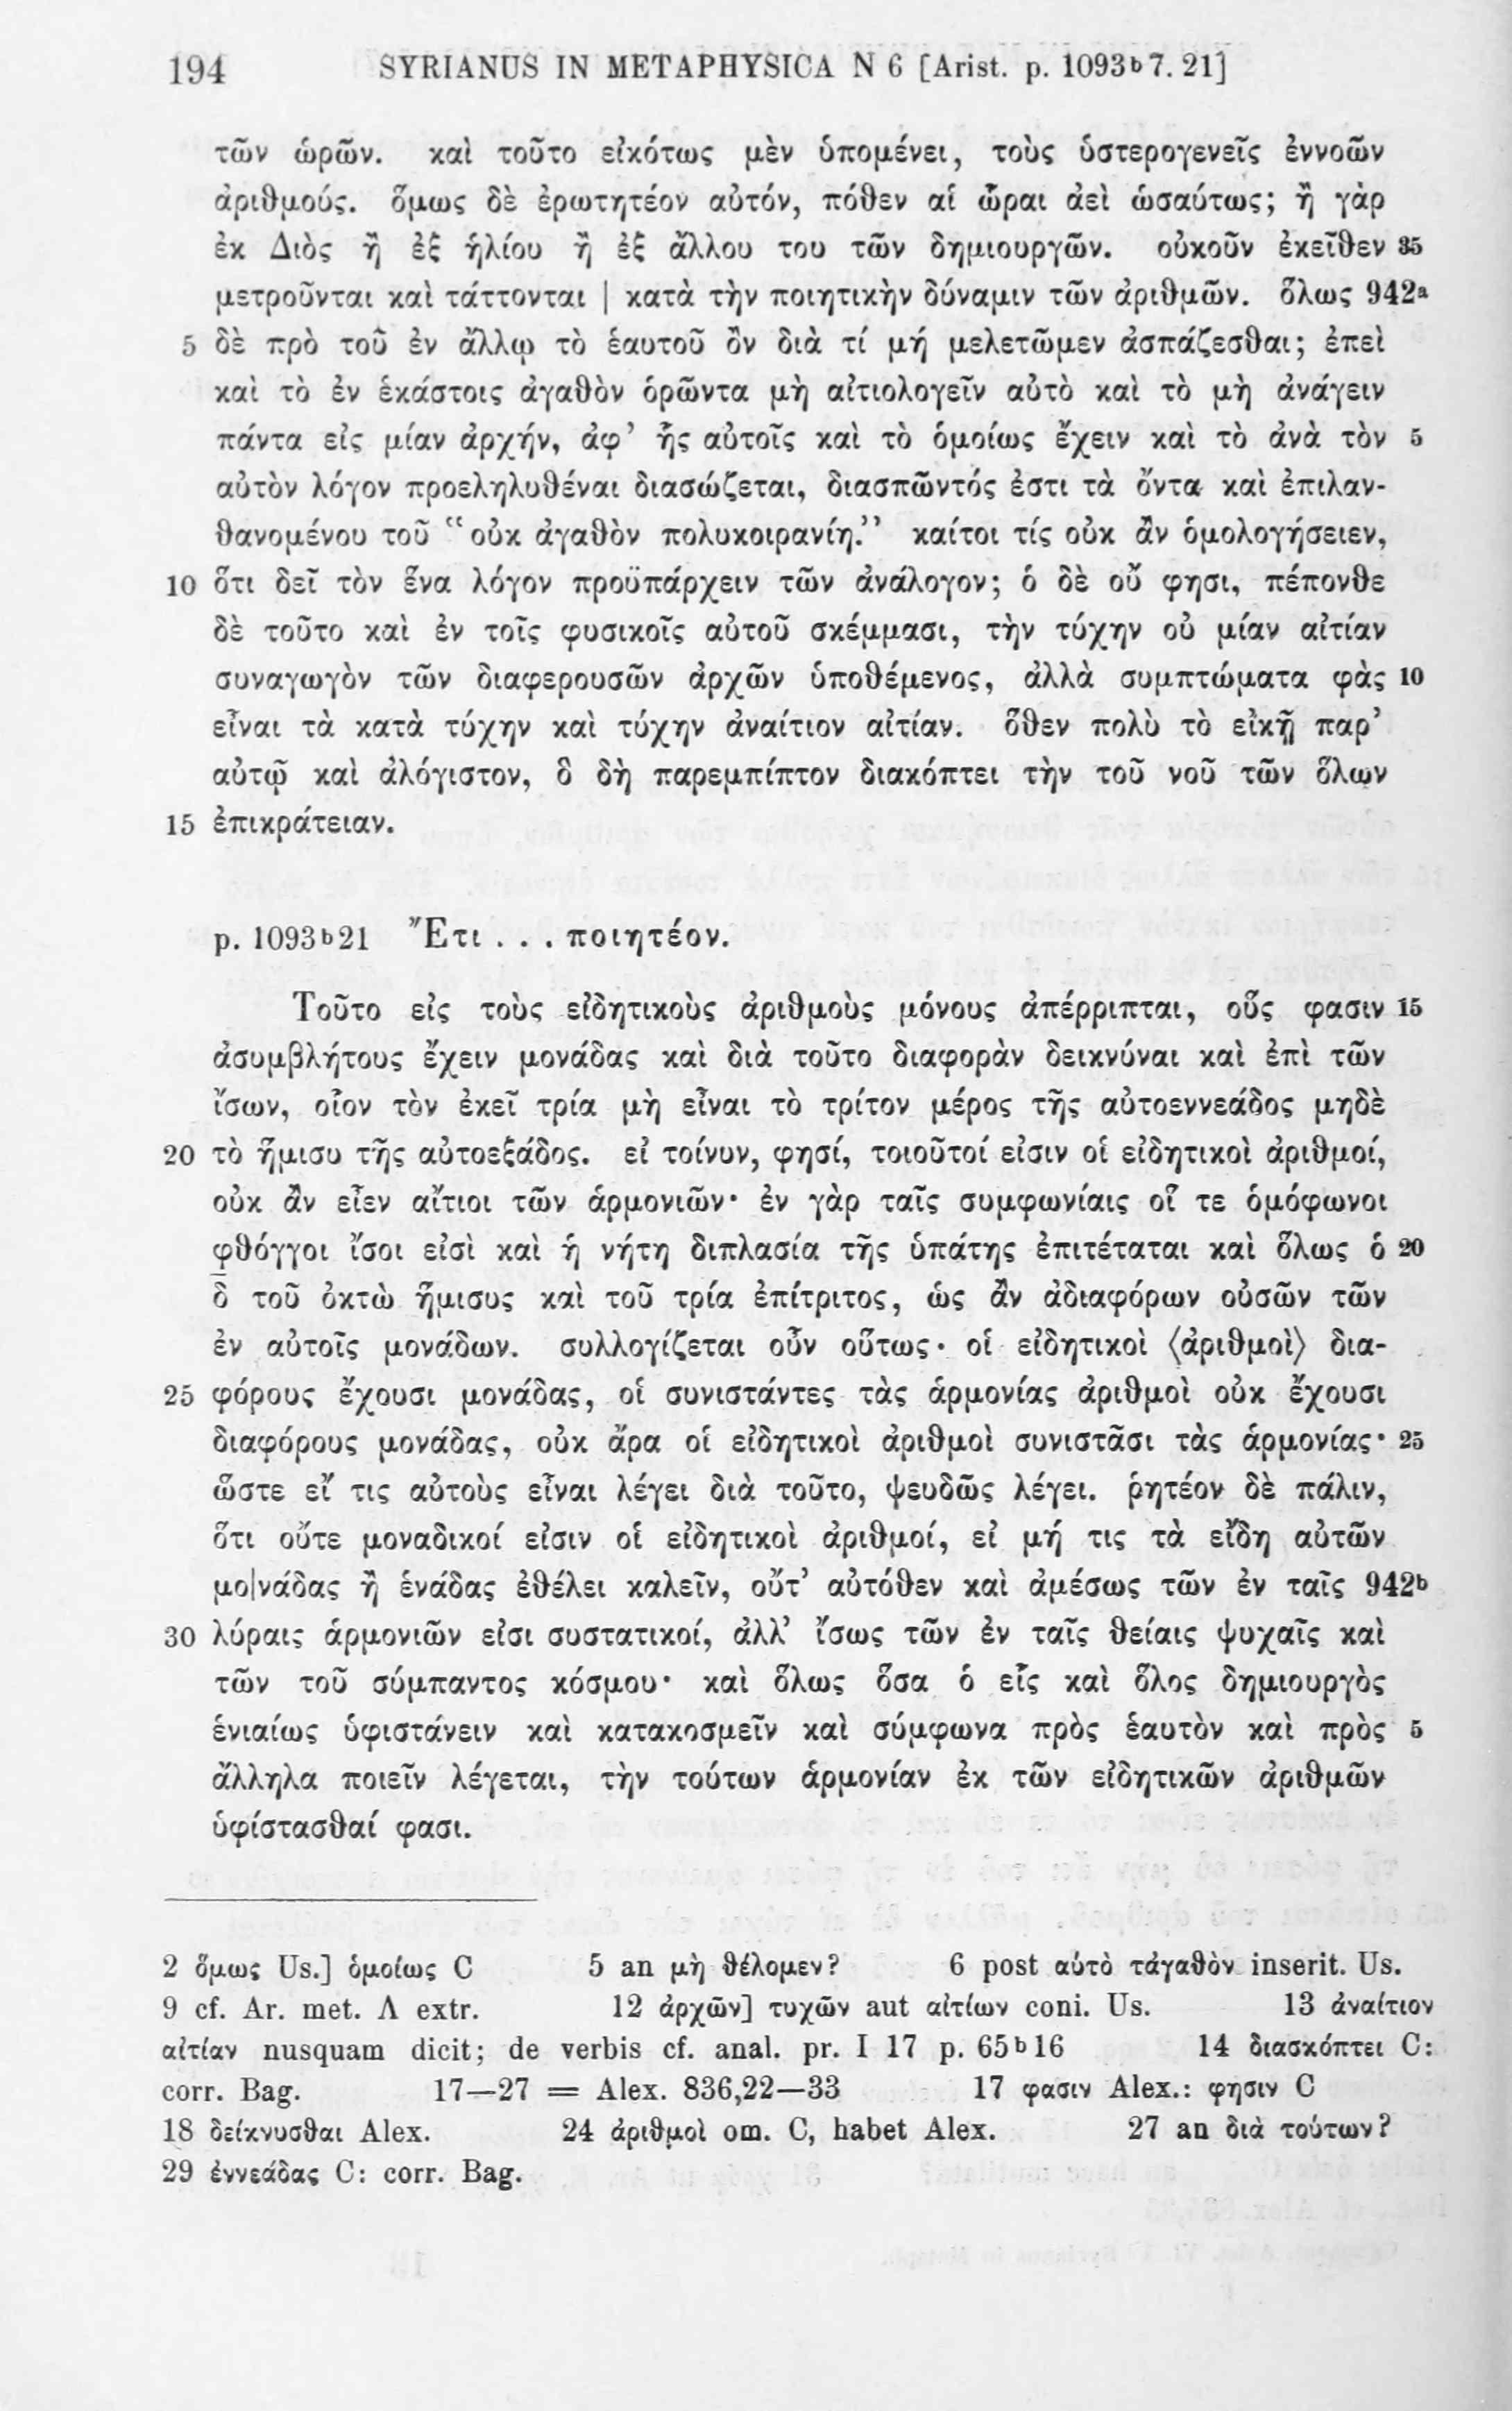 194 SYRIANUS IN METAPHYSICA N 6 [Arist. p. 1093ᵇ7. 21]
τῶν ὡρῶν. καὶ τοῦτο εἰκότως μὲν ὑπομένει, τοὺς ὑστερογενεῖς ἐννοῶν
ἀριθμούς. ὅμως δὲ ἐρωτητέον αὐτόν, πόθεν αἱ ὧραι ἀεὶ ὡσαύτως; ἢ γὰρ
ἐκ Διὸς ἢ ἐξ ἡλίου ἢ ἐξ ἄλλου του τῶν δημιουργῶν. οὐκοῦν ἐκεῖθεν 35
μετροῦνται καὶ τάττονται | κατὰ τὴν ποιητικὴν δύναμιν τῶν ἀριθμῶν. ὅλως 942ᵃ
5 δὲ πρὸ τοῦ ἐν ἄλλῳ τὸ ἑαυτοῦ ὂν διὰ τί μή μελετῶμεν ἀσπάζεσθαι; ἐπεὶ
καὶ τὸ ἐν ἑκάστοις ἀγαθὸν ὁρῶντα μὴ αἰτιολογεῖν αὐτὸ καὶ τὸ μὴ ἀνάγειν
πάντα εἰς μίαν ἀρχήν, ἀφ’ ἧς αὐτοῖς καὶ τὸ ὁμοίως ἔχειν καὶ τὸ ἀνὰ τὸν 5
αὐτὸν λόγον προεληλυθέναι διασώζεται, διασπῶντός ἐστι τὰ ὄντα καὶ ἐπιλαν-
θανομένου τοῦ “οὐκ ἀγαθὸν πολυκοιρανίη.” καίτοι τίς οὐκ ἂν ὁμολογήσειεν,
10 ὅτι δεῖ τὸν ἕνα λόγον προϋπάρχειν τῶν ἀνάλογον; ὁ δὲ οὔ φησι, πέπονθε
δὲ τοῦτο καὶ ἐν τοῖς φυσικοῖς αὐτοῦ σκέμμασι, τὴν τύχην οὐ μίαν αἰτίαν
συναγωγὸν τῶν διαφερουσῶν ἀρχῶν ὑποθέμενος, ἀλλὰ συμπτώματα φὰς 10
εἶναι τὰ κατὰ τύχην καὶ τύχην ἀναίτιον αἰτίαν. ὅθεν πολὺ τὸ εἰκῇ παρ’
αὐτῷ καὶ ἀλόγιστον, ὃ δὴ παρεμπίπτον διακόπτει τὴν τοῦ νοῦ τῶν ὅλων
15 ἐπικράτειαν.
p. 1093ᵇ21 Ἔτι . . . ποιητέον.
Τοῦτο εἰς τοὺς εἰδητικοὺς ἀριθμοὺς μόνους ἀπέρριπται, οὕς φασιν 15
ἀσυμβλήτους ἔχειν μονάδας καὶ διὰ τοῦτο διαφορὰν δεικνύναι καὶ ἐπὶ τῶν
ἴσων, οἷον τὸν ἐκεῖ τρία μὴ εἶναι τὸ τρίτον μέρος τῆς αὐτοεννεάδος μηδὲ
20 τὸ ἥμισυ τῆς αὐτοεξάδος. εἰ τοίνυν, φησί, τοιοῦτοί εἰσιν οἱ εἰδητικοὶ ἀριθμοί,
οὐκ ἂν εἶεν αἴτιοι τῶν ἁρμονιῶν· ἐν γὰρ ταῖς συμφωνίαις οἵ τε ὁμόφωνοι
φθόγγοι ἴσοι εἰσὶ καὶ ἡ νήτη διπλασία τῆς ὑπάτης ἐπιτέταται καὶ ὅλως ὁ 20
δ̅ τοῦ ὀκτὼ ἥμισυς καὶ τοῦ τρία ἐπίτριτος, ὡς ἂν ἀδιαφόρων οὐσῶν τῶν
ἐν αὐτοῖς μονάδων. συλλογίζεται οὖν οὕτως· οἱ εἰδητικοὶ ⟨ἀριθμοὶ⟩ δια-
25 φόρους ἔχουσι μονάδας, οἱ συνιστάντες τὰς ἁρμονίας ἀριθμοὶ οὐκ ἔχουσι
διαφόρους μονάδας, οὐκ ἄρα οἱ εἰδητικοὶ ἀριθμοὶ συνιστᾶσι τὰς ἁρμονίας· 25
ὥστε εἴ τις αὐτοὺς εἶναι λέγει διὰ τοῦτο, ψευδῶς λέγει. ῥητέον δὲ πάλιν,
ὅτι οὔτε μοναδικοί εἰσιν οἱ εἰδητικοὶ ἀριθμοί, εἰ μή τις τὰ εἴδη αὐτῶν
μο|νάδας ἢ ἑνάδας ἐθέλει καλεῖν, οὔτ’ αὐτόθεν καὶ ἀμέσως τῶν ἐν ταῖς 942ᵇ
30 λύραις ἁρμονιῶν εἰσι συστατικοί, ἀλλ’ ἴσως τῶν ἐν ταῖς θείαις ψυχαῖς καὶ
τῶν τοῦ σύμπαντος κόσμου· καὶ ὅλως ὅσα ὁ εἷς καὶ ὅλος δημιουργὸς
ἑνιαίως ὑφιστάνειν καὶ κατακοσμεῖν καὶ σύμφωνα πρὸς ἑαυτὸν καὶ πρὸς 5
ἄλληλα ποιεῖν λέγεται, τὴν τούτων ἁρμονίαν ἐκ τῶν εἰδητικῶν ἀριθμῶν
ὑφίστασθαί φασι.
2 ὅμως Us.] ὁμοίως C 5 an μὴ θέλομεν? 6 post αὐτὸ τἀγαθὸν inserit. Us.
9 cf. Ar. met. Λ extr. 12 ἀρχῶν] τυχῶν aut αἰτίων coni. Us. 13 ἀναίτιον
αἰτίαν nusquam dicit; de verbis cf. anal. pr. I 17 p. 65ᵇ16 14 διασκόπτει C:
corr. Bag. 17—27 = Alex. 836,22—33 17 φασιν Alex.: φησιν C
18 δείκνυσθαι Alex. 24 ἀριθμοὶ om. C, habet Alex. 27 an διὰ τούτων?
29 ἐννεάδας C: corr. Bag.